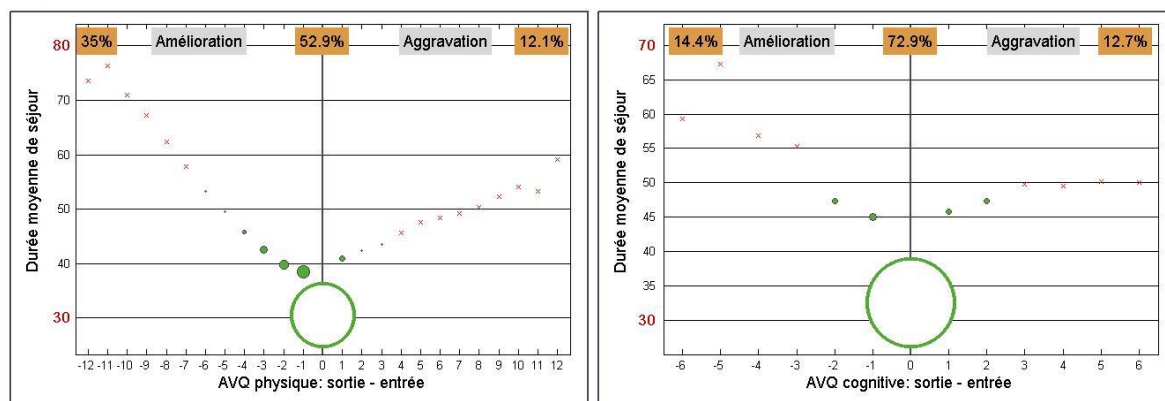 35% Amélioration 52.9% Aggravation 12.1%
80
70
60
50
40
30
Durée moyenne de séjour
-12 -11 -10 -9 -8 -7 -6 -5 -4 -3 -2 -1 0 1 2 3 4 5 6 7 8 9 10 11 12
AVQ physique: sortie - entrée
14.4% Amélioration 72.9% Aggravation 12.7%
70
65
60
55
50
45
40
35
30
Durée moyenne de séjour
-6 -5 -4 -3 -2 -1 0 1 2 3 4 5 6
AVQ cognitive: sortie - entrée